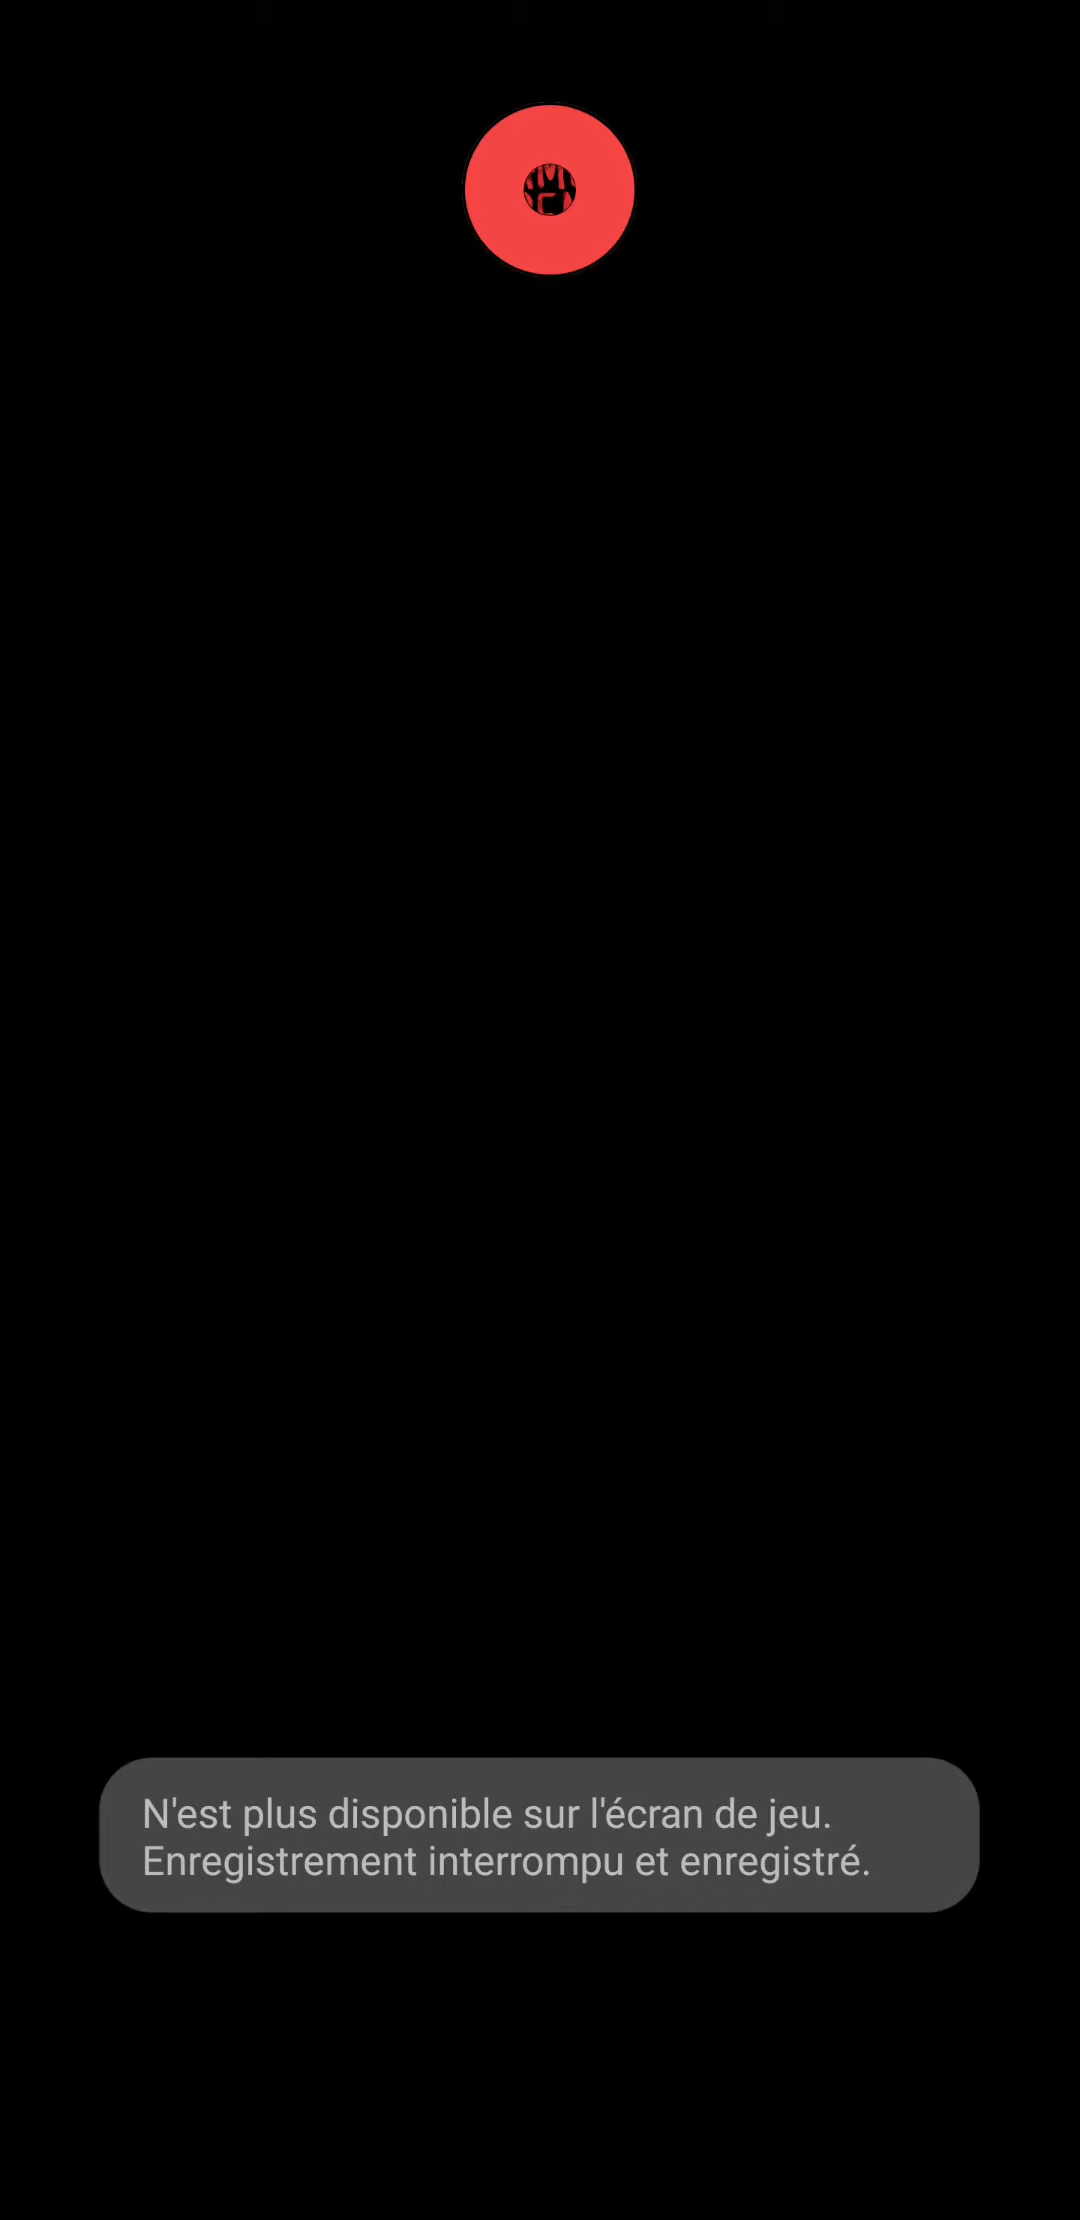 N'est plus disponible sur l'écran de jeu.
Enregistrement interrompu et enregistré.